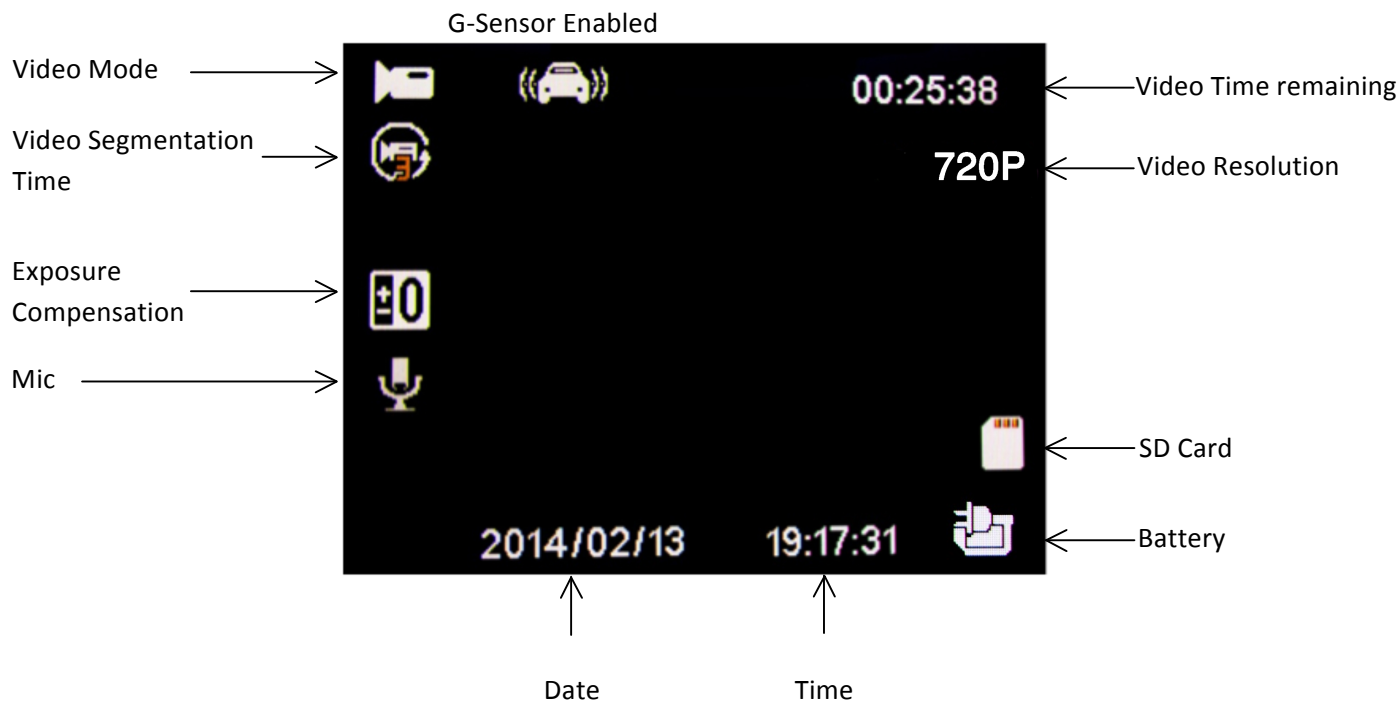 G-Sensor Enabled
Video Mode
00:25:38
Video Time remaining
Video Segmentation
Time
3
720P
Video Resolution
Exposure
Compensation
±0
Mic
SD Card
2014/02/13
19:17:31
Battery
Date
Time